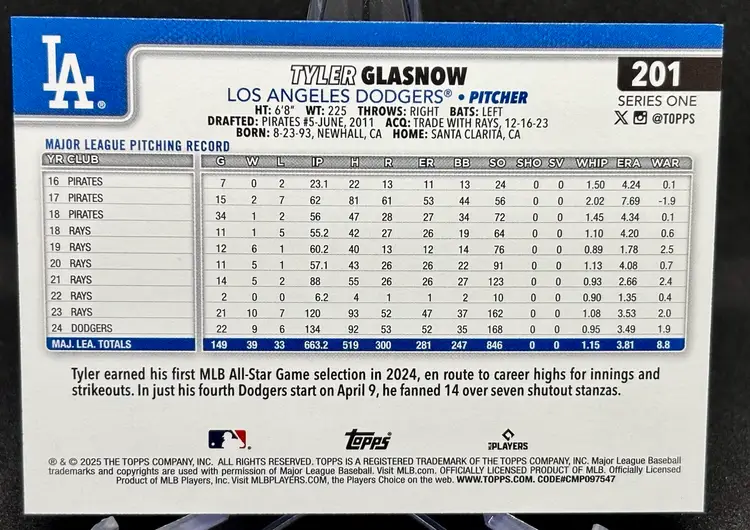 LA®
TYLER GLASNOW
LOS ANGELES DODGERS® • PITCHER
HT: 6'8" WT: 225 THROWS: RIGHT BATS: LEFT
DRAFTED: PIRATES #5-JUNE, 2011 ACQ: TRADE WITH RAYS, 12-16-23
BORN: 8-23-93, NEWHALL, CA HOME: SANTA CLARITA, CA
201
SERIES ONE
@TOPPS
MAJOR LEAGUE PITCHING RECORD
YR CLUB G W L IP H R ER BB SO SHO SV WHIP ERA WAR
16 PIRATES 7 0 2 23.1 22 13 11 13 24 0 0 1.50 4.24 0.1
17 PIRATES 15 2 7 62 81 61 53 44 56 0 0 2.02 7.69 -1.9
18 PIRATES 34 1 2 56 47 28 27 34 72 0 0 1.45 4.34 0.1
18 RAYS 11 1 5 55.2 42 27 26 19 64 0 0 1.10 4.20 0.6
19 RAYS 12 6 1 60.2 40 13 12 14 76 0 0 0.89 1.78 2.5
20 RAYS 11 5 1 57.1 43 26 26 22 91 0 0 1.13 4.08 0.7
21 RAYS 14 5 2 88 55 26 26 27 123 0 0 0.93 2.66 2.4
22 RAYS 2 0 0 6.2 4 1 1 2 10 0 0 0.90 1.35 0.4
23 RAYS 21 10 7 120 93 52 47 37 162 0 0 1.08 3.53 2.0
24 DODGERS 22 9 6 134 92 53 52 35 168 0 0 0.95 3.49 1.9
MAJ. LEA. TOTALS 149 39 33 663.2 519 300 281 247 846 0 0 1.15 3.81 8.8
Tyler earned his first MLB All-Star Game selection in 2024, en route to career highs for innings and
strikeouts. In just his fourth Dodgers start on April 9, he fanned 14 over seven shutout stanzas.
TOPPS
PLAYERS
® & © 2025 THE TOPPS COMPANY, INC. ALL RIGHTS RESERVED. TOPPS IS A REGISTERED TRADEMARK OF THE TOPPS COMPANY, INC. Major League Baseball
trademarks and copyrights are used with permission of Major League Baseball. Visit MLB.com. OFFICIALLY LICENSED PRODUCT OF MLB. Officially Licensed
Product of MLB Players, Inc. Visit MLBPLAYERS.COM, the Players Choice on the web. WWW.TOPPS.COM. CODE#CMP097547